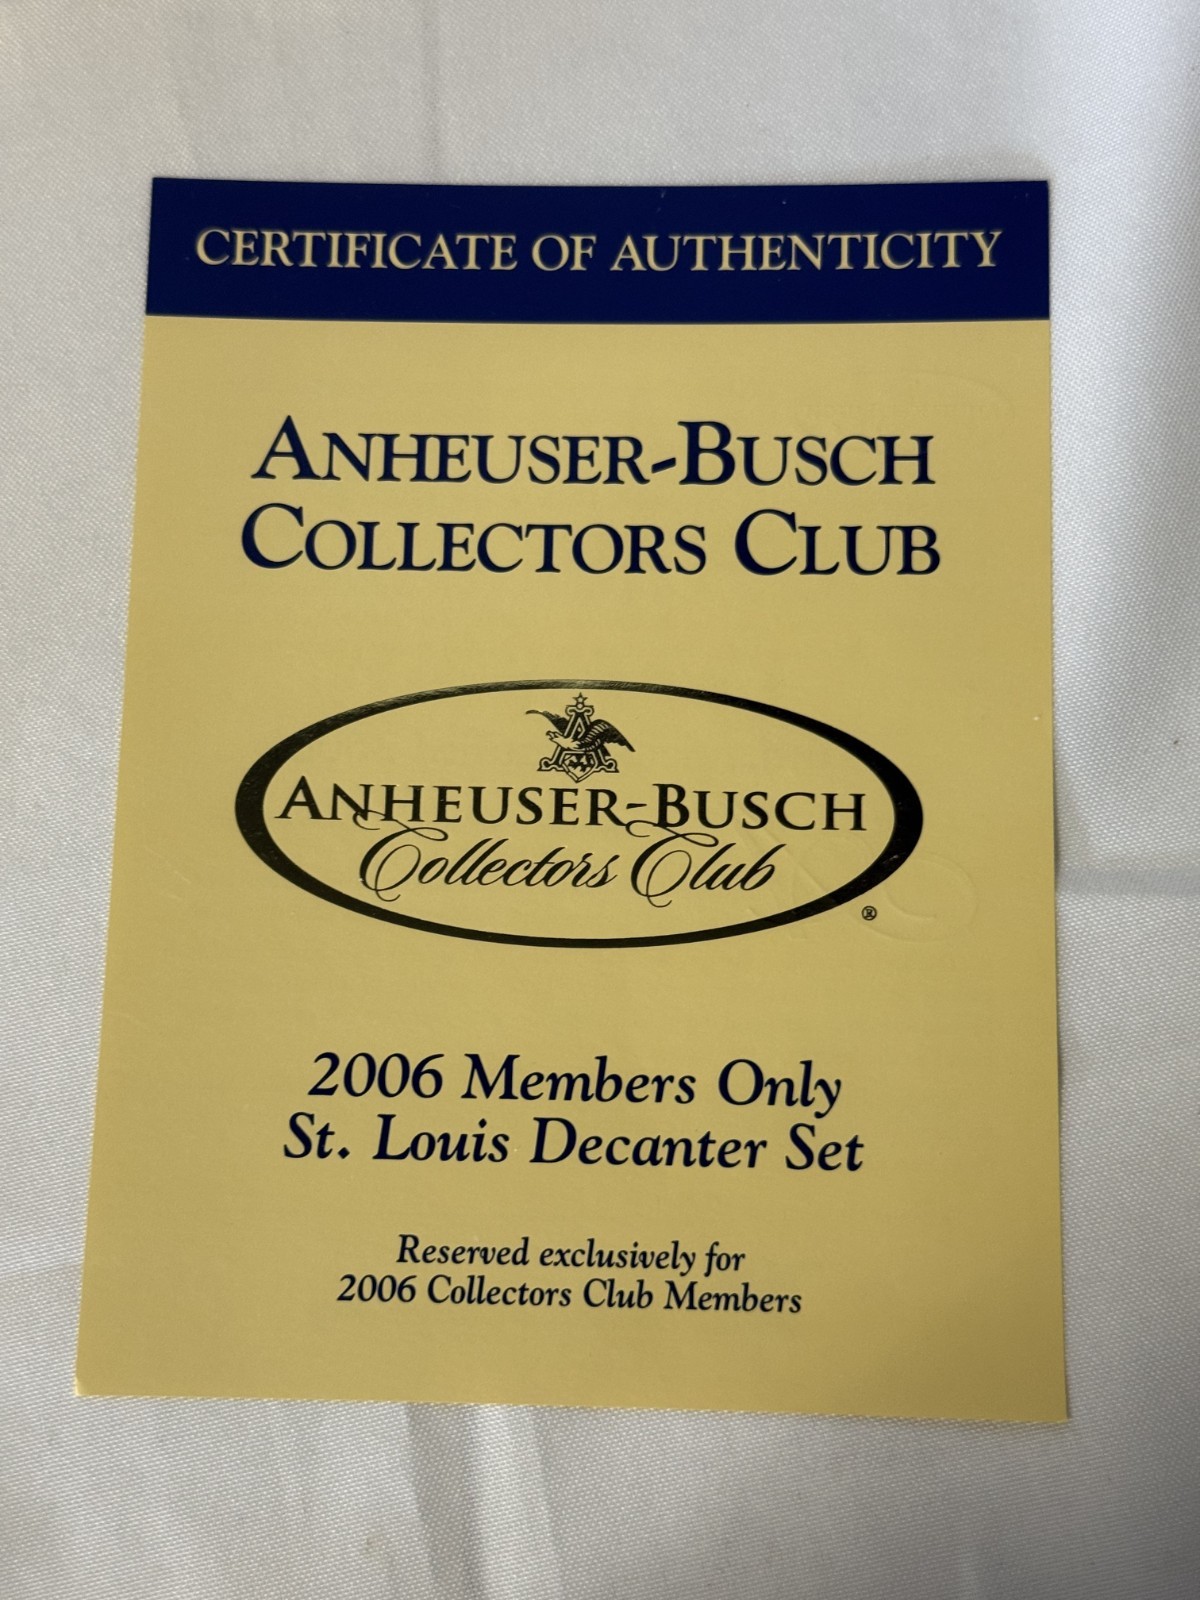 CERTIFICATE OF AUTHENTICITY
ANHEUSER-BUSCH
COLLECTORS CLUB
A
ANHEUSER-BUSCH
Collectors Club
®
2006 Members Only
St. Louis Decanter Set
Reserved exclusively for
2006 Collectors Club Members